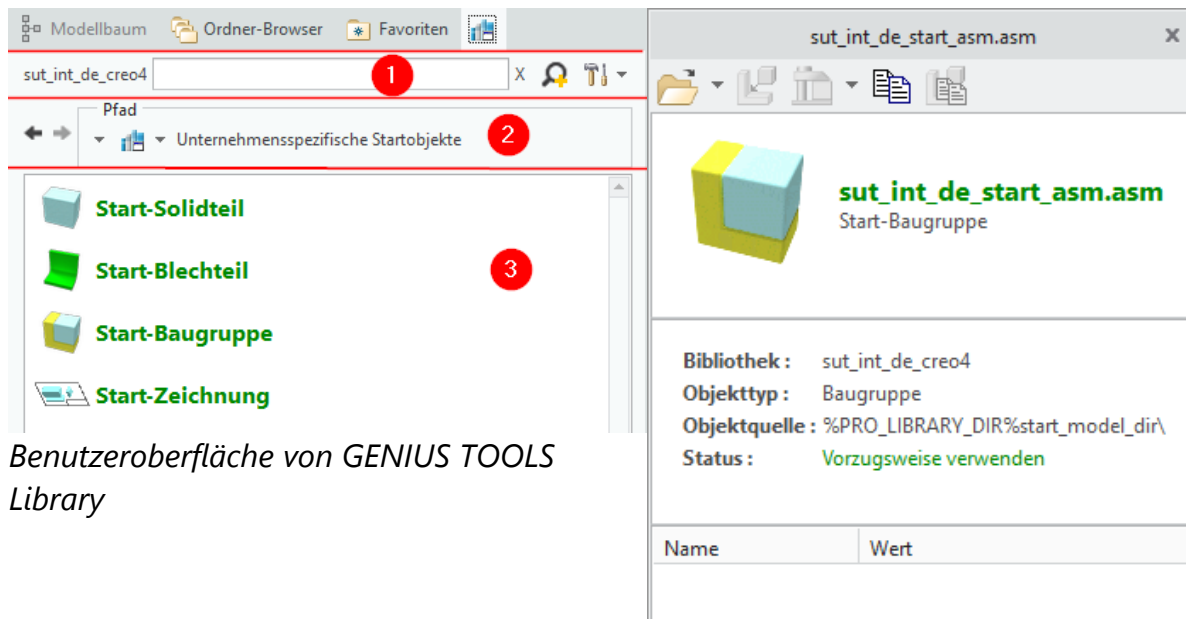 Modellbaum Ordner-Browser Favoriten
sut_int_de_creo4 1 X
Pfad
Unternehmensspezifische Startobjekte 2
Start-Solidteil
Start-Blechteil 3
Start-Baugruppe
Start-Zeichnung
Benutzeroberfläche von GENIUS TOOLS
Library
sut_int_de_start_asm.asm x
sut_int_de_start_asm.asm
Start-Baugruppe
Bibliothek : sut_int_de_creo4
Objekttyp : Baugruppe
Objektquelle : %PRO_LIBRARY_DIR%start_model_dir\
Status : Vorzugsweise verwenden
Name Wert